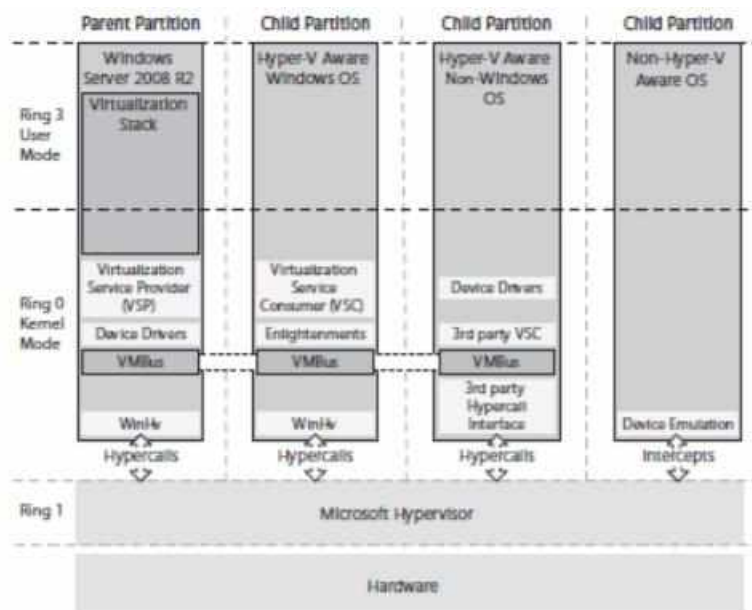 Parent Partition
Child Partition
Child Partition
Child Partition
Ring 3
User
Mode
Windows
Server 2008 R2
Virtualization
Stack
Hyper-V Aware
Windows OS
Hyper-V Aware
Non-Windows
OS
Non-Hyper-V
Aware OS
Ring 0
Kernel
Mode
Virtualization
Service Provider
(VSP)
Device Drivers
VMBus
WinHv
Virtualization
Service
Consumer (VSC)
Enlightenments
VMBus
WinHv
Device Drivers
3rd party VSC
VMBus
3rd party
Hypercall
Interface
Device Emulation
Hypercalls
Hypercalls
Hypercalls
Intercepts
Ring 1
Microsoft Hypervisor
Hardware